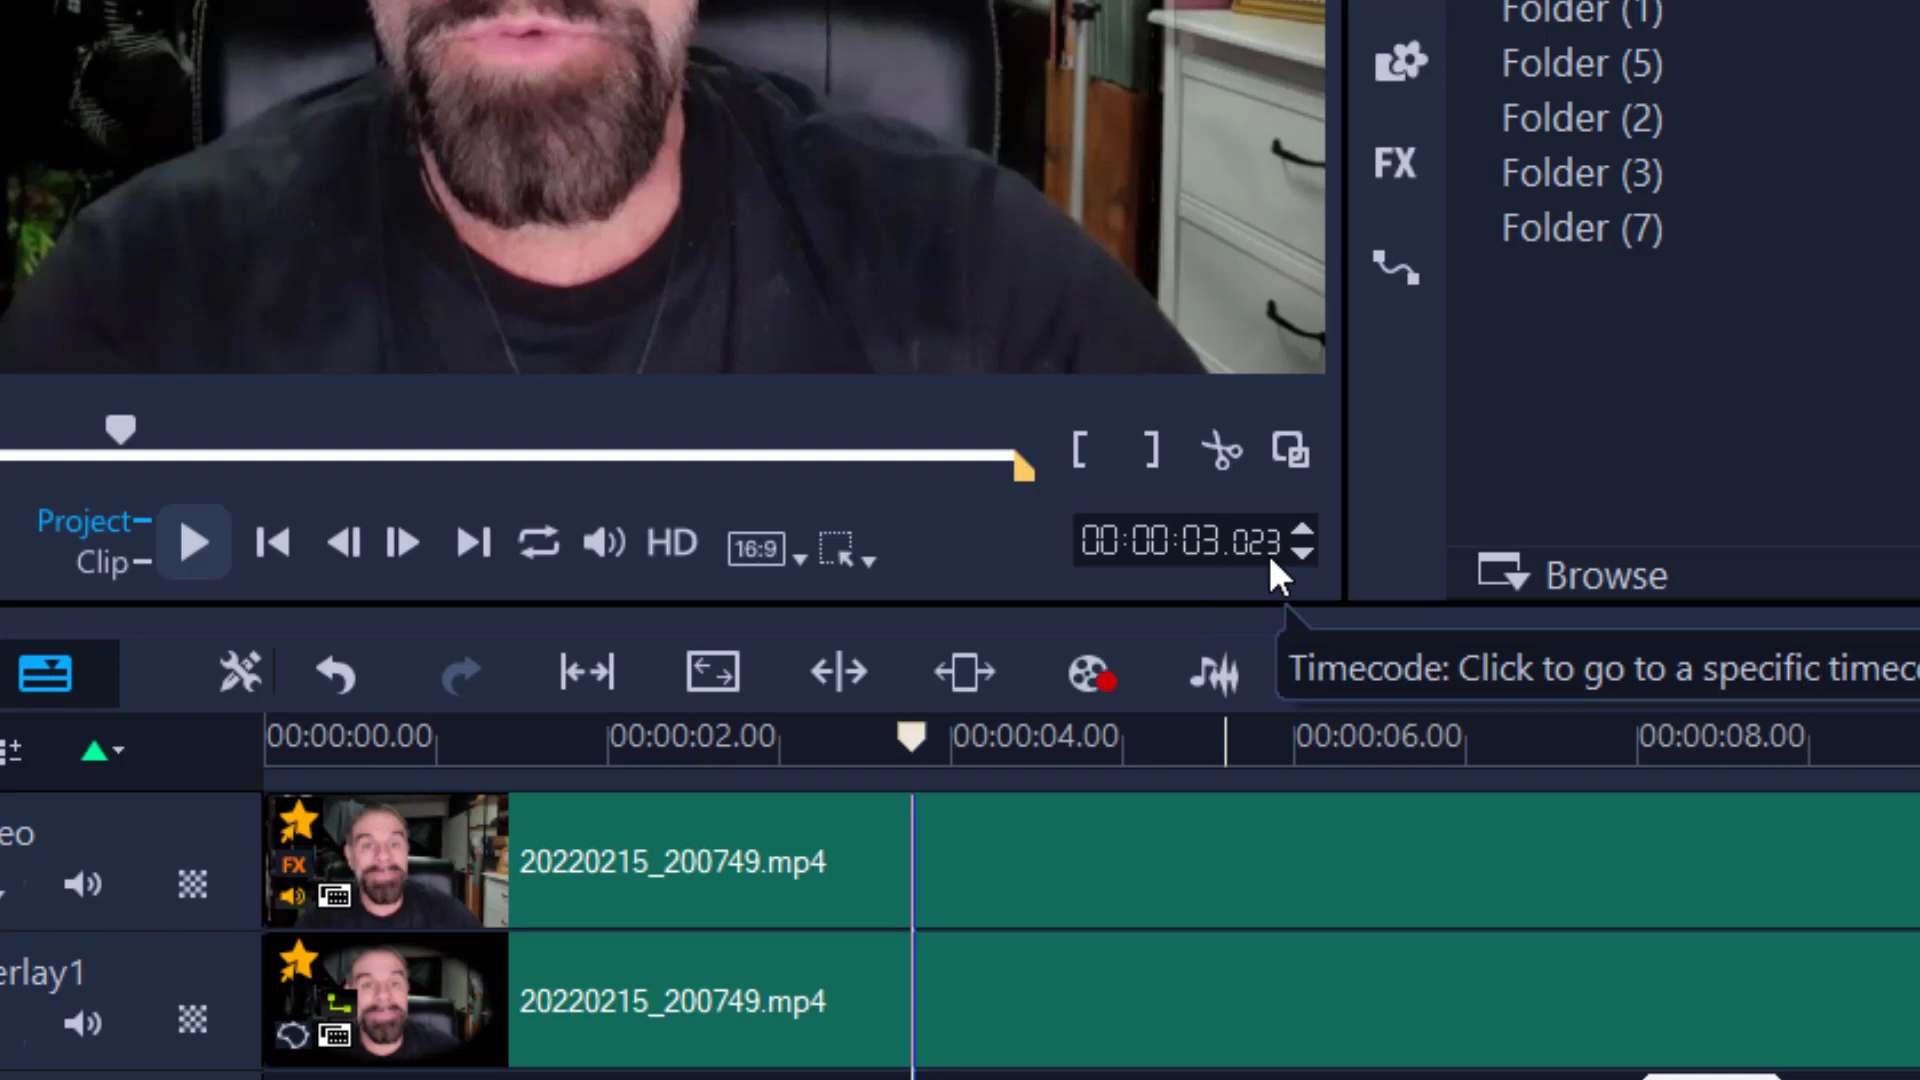 Folder (1)
Folder (5)
FX
Folder (2)
Folder (3)
Folder (7)
Project
Clip
HD
16:9
00:00:03.023
Browse
Timecode: Click to go to a specific timeco
00:00:00.00
00:00:02.00
00:00:04.00
00:00:06.00
00:00:08.00
eo
FX
20220215_200749.mp4
erlay1
20220215_200749.mp4